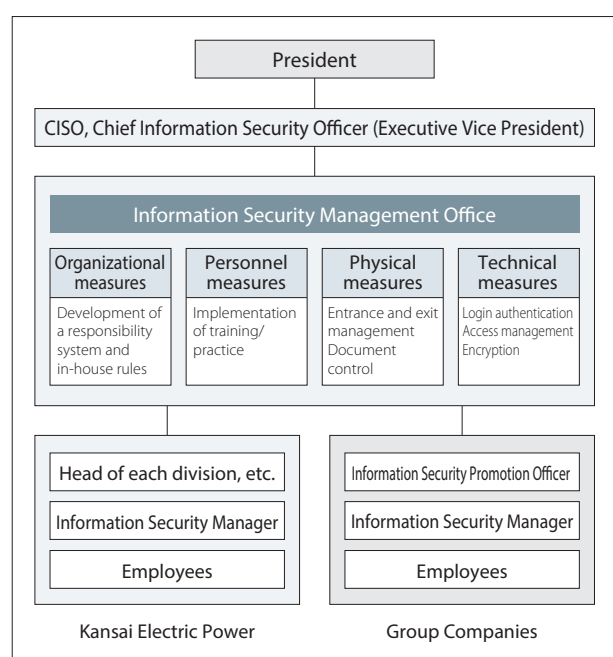 President
CISO, Chief Information Security Officer (Executive Vice President)
Information Security Management Office
Organizational
measures
Development of
a responsibility
system and
in-house rules
Personnel
measures
Implementation
of training/
practice
Physical
measures
Entrance and exit
management
Document
control
Technical
measures
Login authentication
Access management
Encryption
Head of each division, etc.
Information Security Manager
Employees
Kansai Electric Power
Information Security Promotion Officer
Information Security Manager
Employees
Group Companies